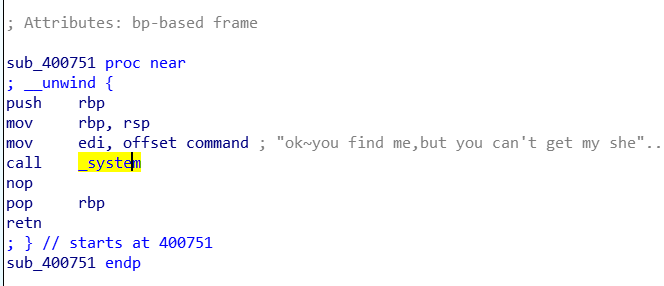 ; Attributes: bp-based frame
sub_400751 proc near
; __unwind {
push rbp
mov rbp, rsp
mov edi, offset command ; "ok~you find me,but you can't get my she"..
call _system
nop
pop rbp
retn
; } // starts at 400751
sub_400751 endp